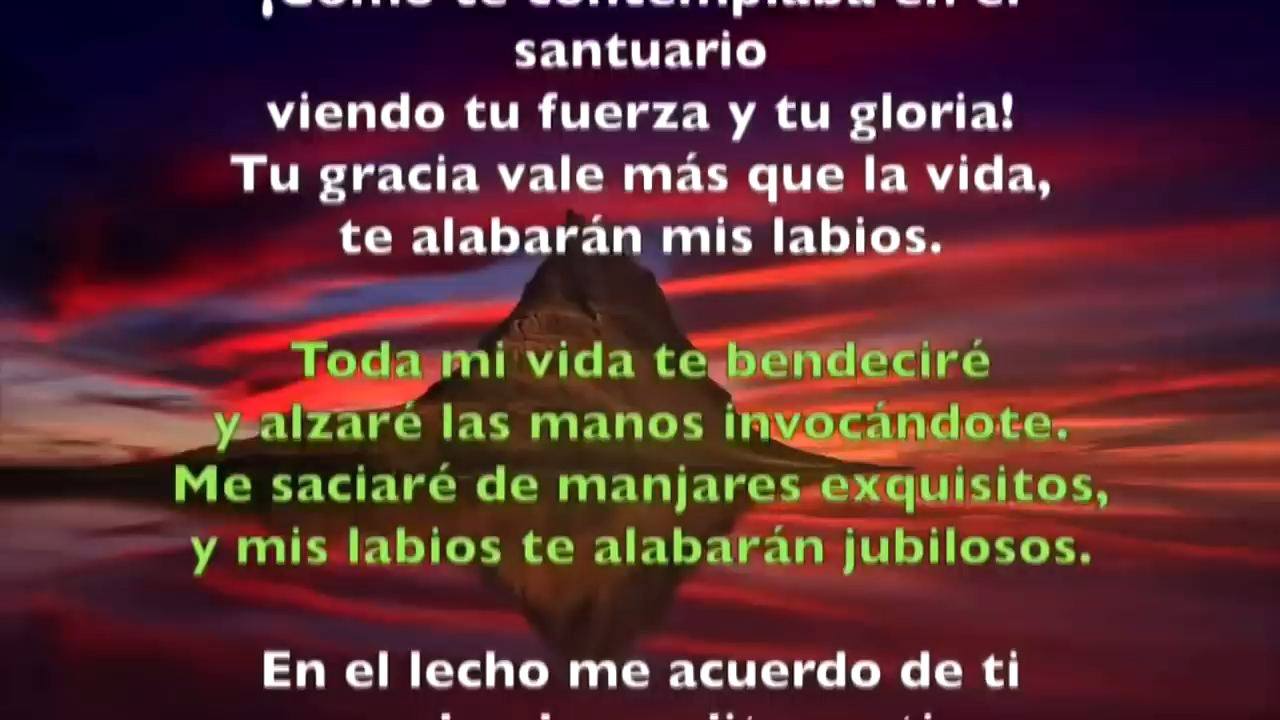 santuario
viendo tu fuerza y tu gloria!
Tu gracia vale más que la vida,
te alabarán mis labios.
Toda mi vida te bendeciré
y alzaré las manos invocándote.
Me saciaré de manjares exquisitos,
y mis labios te alabarán jubilosos.
En el lecho me acuerdo de ti